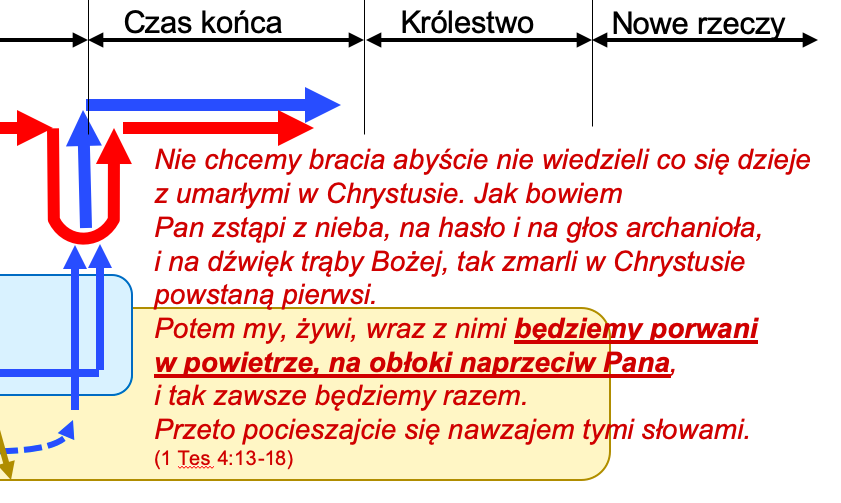 Czas końca Królestwo Nowe rzeczy
Nie chcemy bracia abyście nie wiedzieli co się dzieje
z umarłymi w Chrystusie. Jak bowiem
Pan zstąpi z nieba, na hasło i na głos archanioła,
i na dźwięk trąby Bożej, tak zmarli w Chrystusie
powstaną pierwsi.
Potem my, żywi, wraz z nimi będziemy porwani
w powietrze, na obłoki naprzeciw Pana,
i tak zawsze będziemy razem.
Przeto pocieszajcie się nawzajem tymi słowami.
(1 Tes 4:13-18)